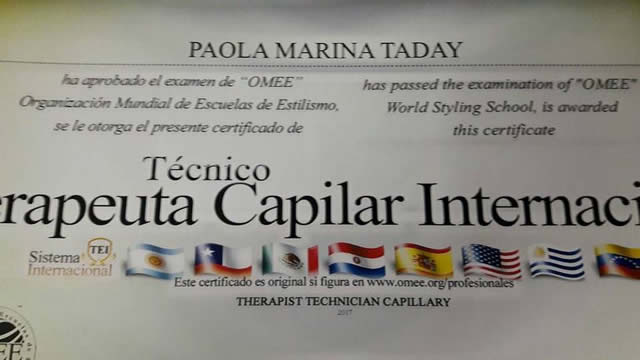 PAOLA MARINA TADAY
ha aprobado el examen de “OMEE”
Organización Mundial de Escuelas de Estilismo,
se le otorga el presente certificado de
has passed the examination of "OMEE"
World Styling School, is awarded
this certificate
Técnico
erapeuta Capilar Internaci
Sistema
Internacional
TEI
Este certificado es original si figura en www.omee.org/profesionales
THERAPIST TECHNICIAN CAPILLARY
2017